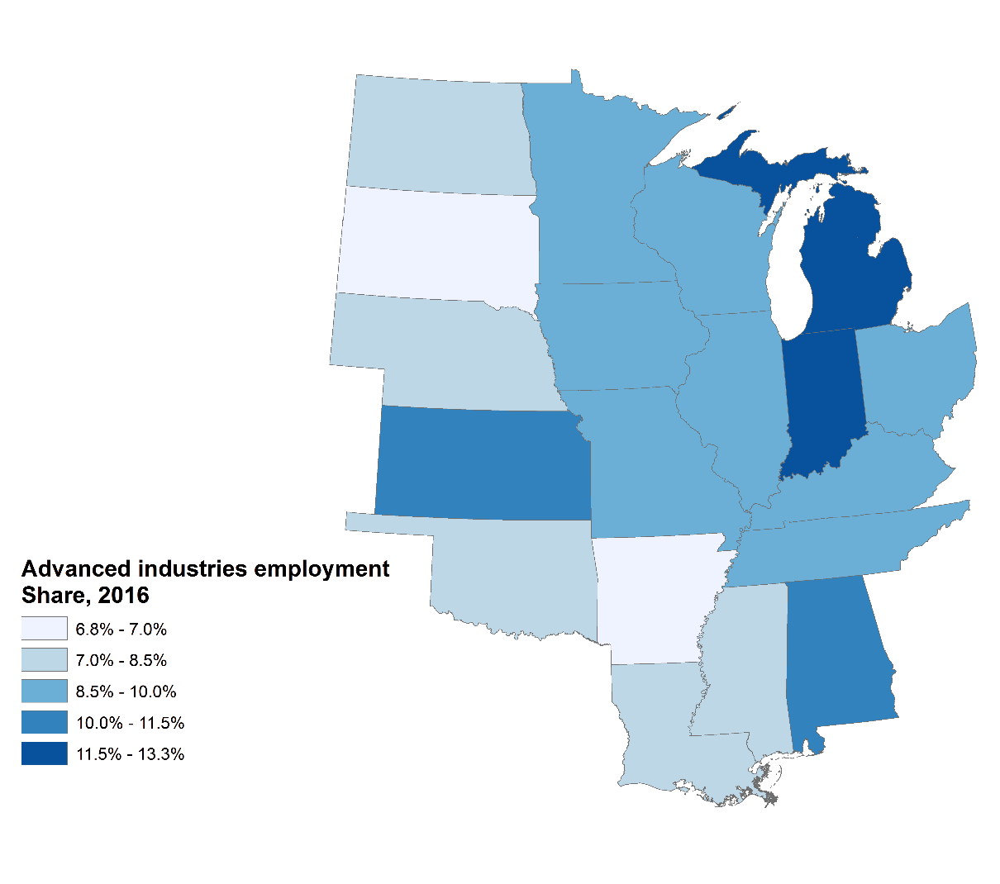 Advanced industries employment
Share, 2016
6.8% - 7.0%
7.0% - 8.5%
8.5% - 10.0%
10.0% - 11.5%
11.5% - 13.3%